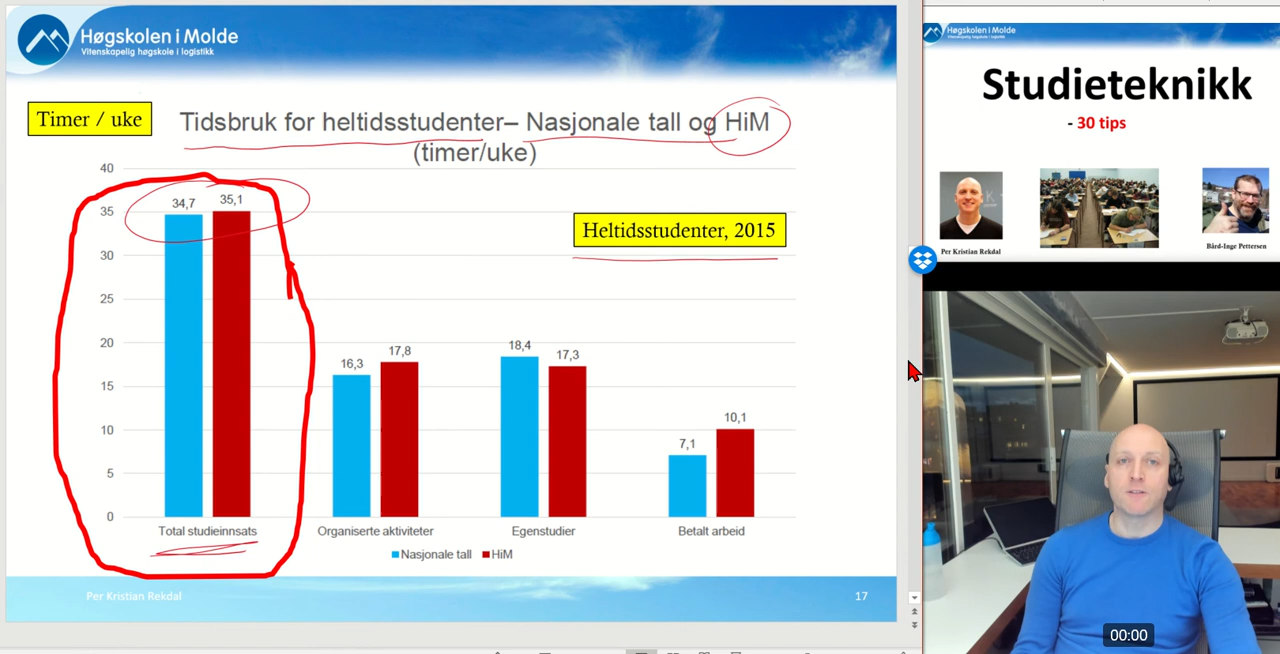 Høgskolen i Molde
Vitenskapelig høgskole i logistikk
Timer / uke
Tidsbruk for heltidsstudenter– Nasjonale tall og HiM
(timer/uke)
Heltidsstudenter, 2015
40
35
30
25
20
15
10
5
0
34,7
35,1
16,3
17,8
18,4
17,3
7,1
10,1
Total studieinnsats
Organiserte aktiviteter
Egenstudier
Betalt arbeid
Nasjonale tall
HiM
Per Kristian Rekdal
17
Høgskolen i Molde
Vitenskapelig høgskole i logistikk
Studieteknikk
- 30 tips
Per Kristian Rekdal
Bård-Inge Pettersen
00:00